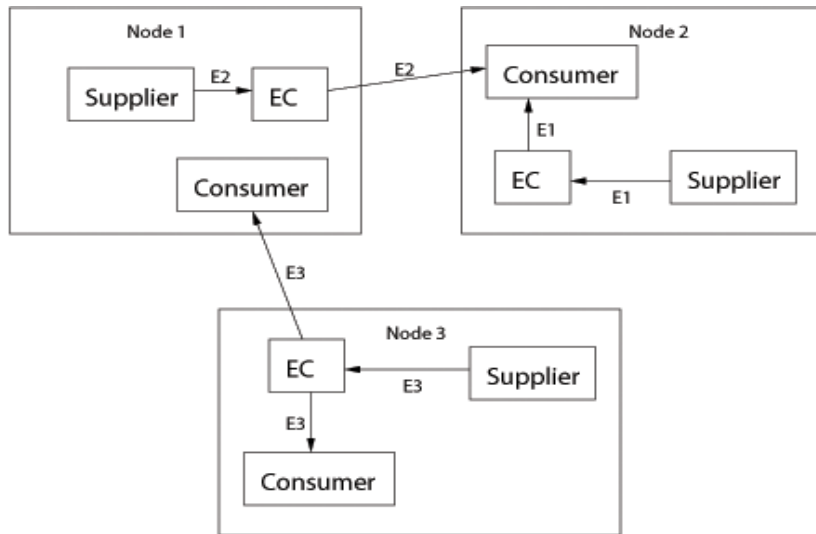 Node 1
Supplier
E2
EC
Consumer
E2
Node 2
Consumer
E1
EC
E1
Supplier
E3
Node 3
EC
E3
Supplier
E3
Consumer